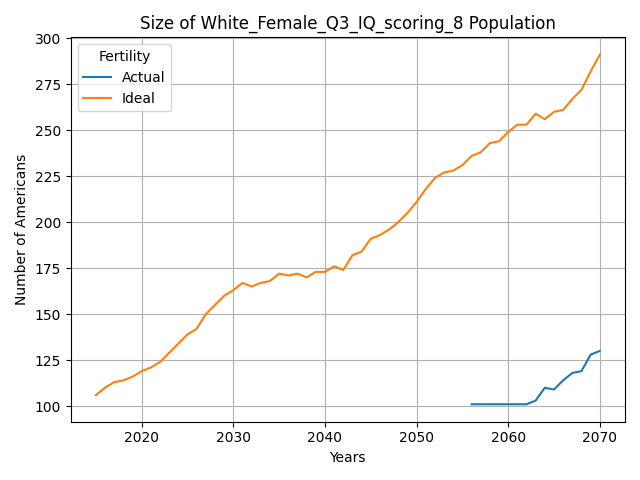 Size of White_Female_Q3_IQ_scoring_8 Population
Fertility
Actual
Ideal
Number of Americans
300
275
250
225
200
175
150
125
100
2020 2030 2040 2050 2060 2070
Years